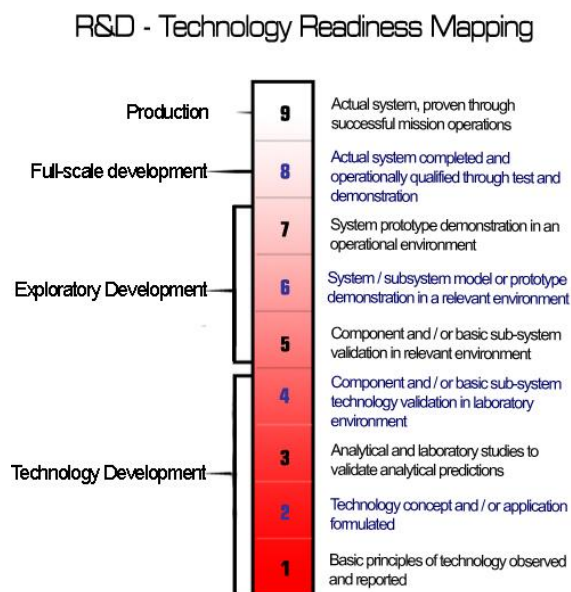 R&D - Technology Readiness Mapping
Production
9
Actual system, proven through
successful mission operations
Full-scale development
8
Actual system completed and
operationally qualified through test and
demonstration
7
System prototype demonstration in an
operational environment
Exploratory Development
6
System / subsystem model or prototype
demonstration in a relevant environment
5
Component and / or basic sub-system
validation in relevant environment
4
Component and / or basic sub-system
technology validation in laboratory
environment
Technology Development
3
Analytical and laboratory studies to
validate analytical predictions
2
Technology concept and / or application
formulated
1
Basic principles of technology observed
and reported